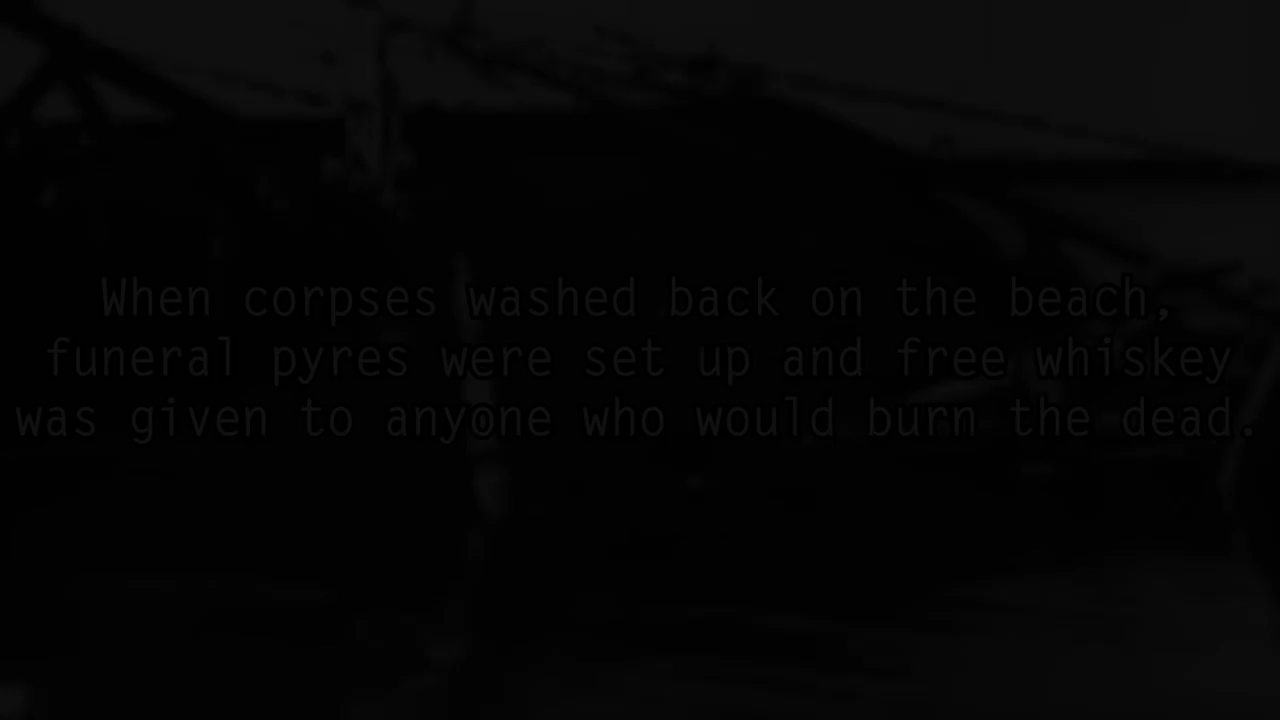 When corpses washed back on the beach,
funeral pyres were set up and free whiskey
was given to anyone who would burn the dead.